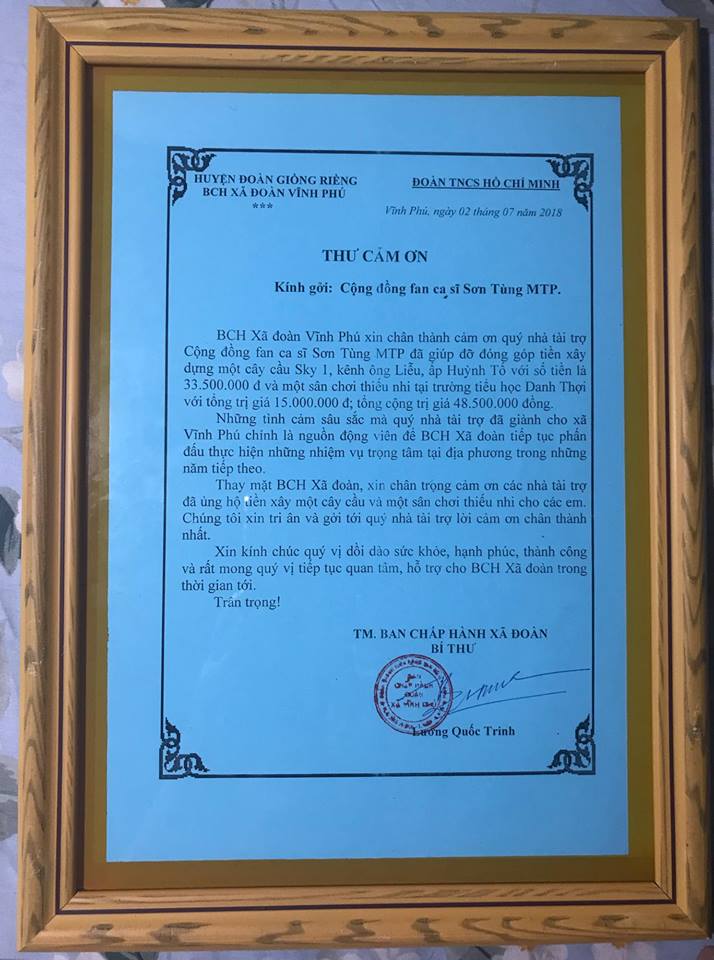 HUYỆN ĐOÀN GIỒNG RIỀNG
BCH XÃ ĐOÀN VĨNH PHÚ
***
ĐOÀN TNCS HỒ CHÍ MINH
Vĩnh Phú, ngày 02 tháng 07 năm 2018
THƯ CẢM ƠN
Kính gởi: Cộng đồng fan ca sĩ Sơn Tùng MTP.
BCH Xã đoàn Vĩnh Phú xin chân thành cảm ơn quý nhà tài trợ
Cộng đồng fan ca sĩ Sơn Tùng MTP đã giúp đỡ đóng góp tiền xây
dựng một cây cầu Sky 1, kênh ông Liễu, ấp Huỳnh Tố với số tiền là
33.500.000 đ và một sân chơi thiếu nhi tại trường tiểu học Danh Thợi
với tổng trị giá 15.000.000 đ; tổng cộng trị giá 48.500.000 đồng.
Những tình cảm sâu sắc mà quý nhà tài trợ đã giành cho xã
Vĩnh Phú chính là nguồn động viên để BCH Xã đoàn tiếp tục phấn
đấu thực hiện những nhiệm vụ trọng tâm tại địa phương trong những
năm tiếp theo.
Thay mặt BCH Xã đoàn, xin chân trọng cảm ơn các nhà tài trợ
đã ủng hộ tiền xây một cây cầu và một sân chơi thiếu nhi cho các em.
Chúng tôi xin tri ân và gởi tới quý nhà tài trợ lời cảm ơn chân thành
nhất.
Xin kính chúc quý vị dồi dào sức khỏe, hạnh phúc, thành công
và rất mong quý vị tiếp tục quan tâm, hỗ trợ cho BCH Xã đoàn trong
thời gian tới.
Trân trọng!
TM. BAN CHẤP HÀNH XÃ ĐOÀN
BÍ THƯ
BAN
CHẤP HÀNH
ĐOÀN
XÃ VĨNH PHÚ
Lương Quốc Trinh